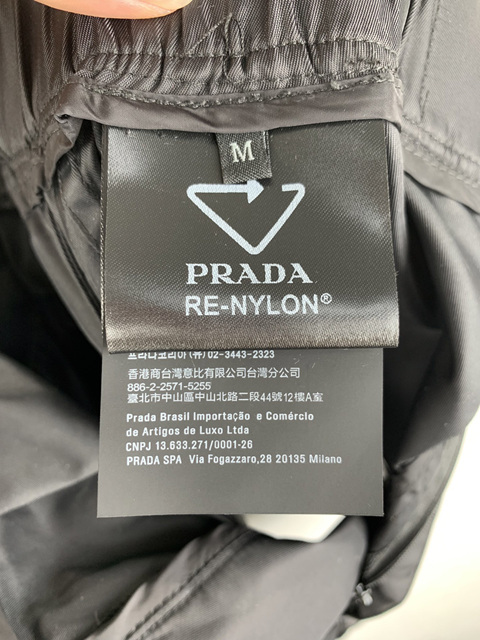 M
PRADA
RE-NYLON®
프라다코리아(유)02-3443-2323
香港商台灣意比有限公司台灣分公司
886-2-2571-5255
臺北市中山區中山北路二段44號12樓A室
Prada Brasil Importação e Comércio
de Artigos de Luxo Ltda
CNPJ 13.633.271/0001-26
PRADA SPA Via Fogazzaro,28 20135 Milano